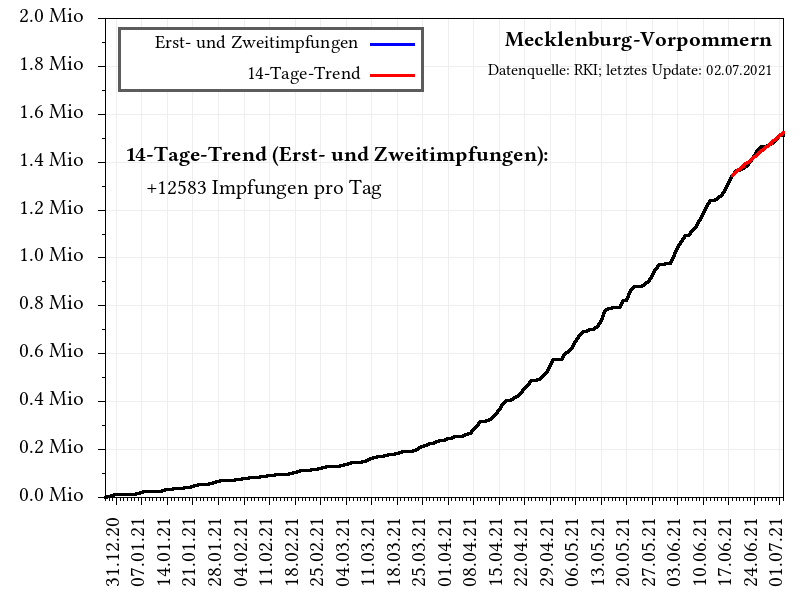 2.0 Mio
1.8 Mio
1.6 Mio
1.4 Mio
1.2 Mio
1.0 Mio
0.8 Mio
0.6 Mio
0.4 Mio
0.2 Mio
0.0 Mio
Erst- und Zweitimpfungen
14-Tage-Trend
Mecklenburg-Vorpommern
Datenquelle: RKI; letztes Update: 02.07.2021
14-Tage-Trend (Erst- und Zweitimpfungen):
+12583 Impfungen pro Tag
31.12.20
07.01.21
14.01.21
21.01.21
28.01.21
04.02.21
11.02.21
18.02.21
25.02.21
04.03.21
11.03.21
18.03.21
25.03.21
01.04.21
08.04.21
15.04.21
22.04.21
29.04.21
06.05.21
13.05.21
20.05.21
27.05.21
03.06.21
10.06.21
17.06.21
24.06.21
01.07.21